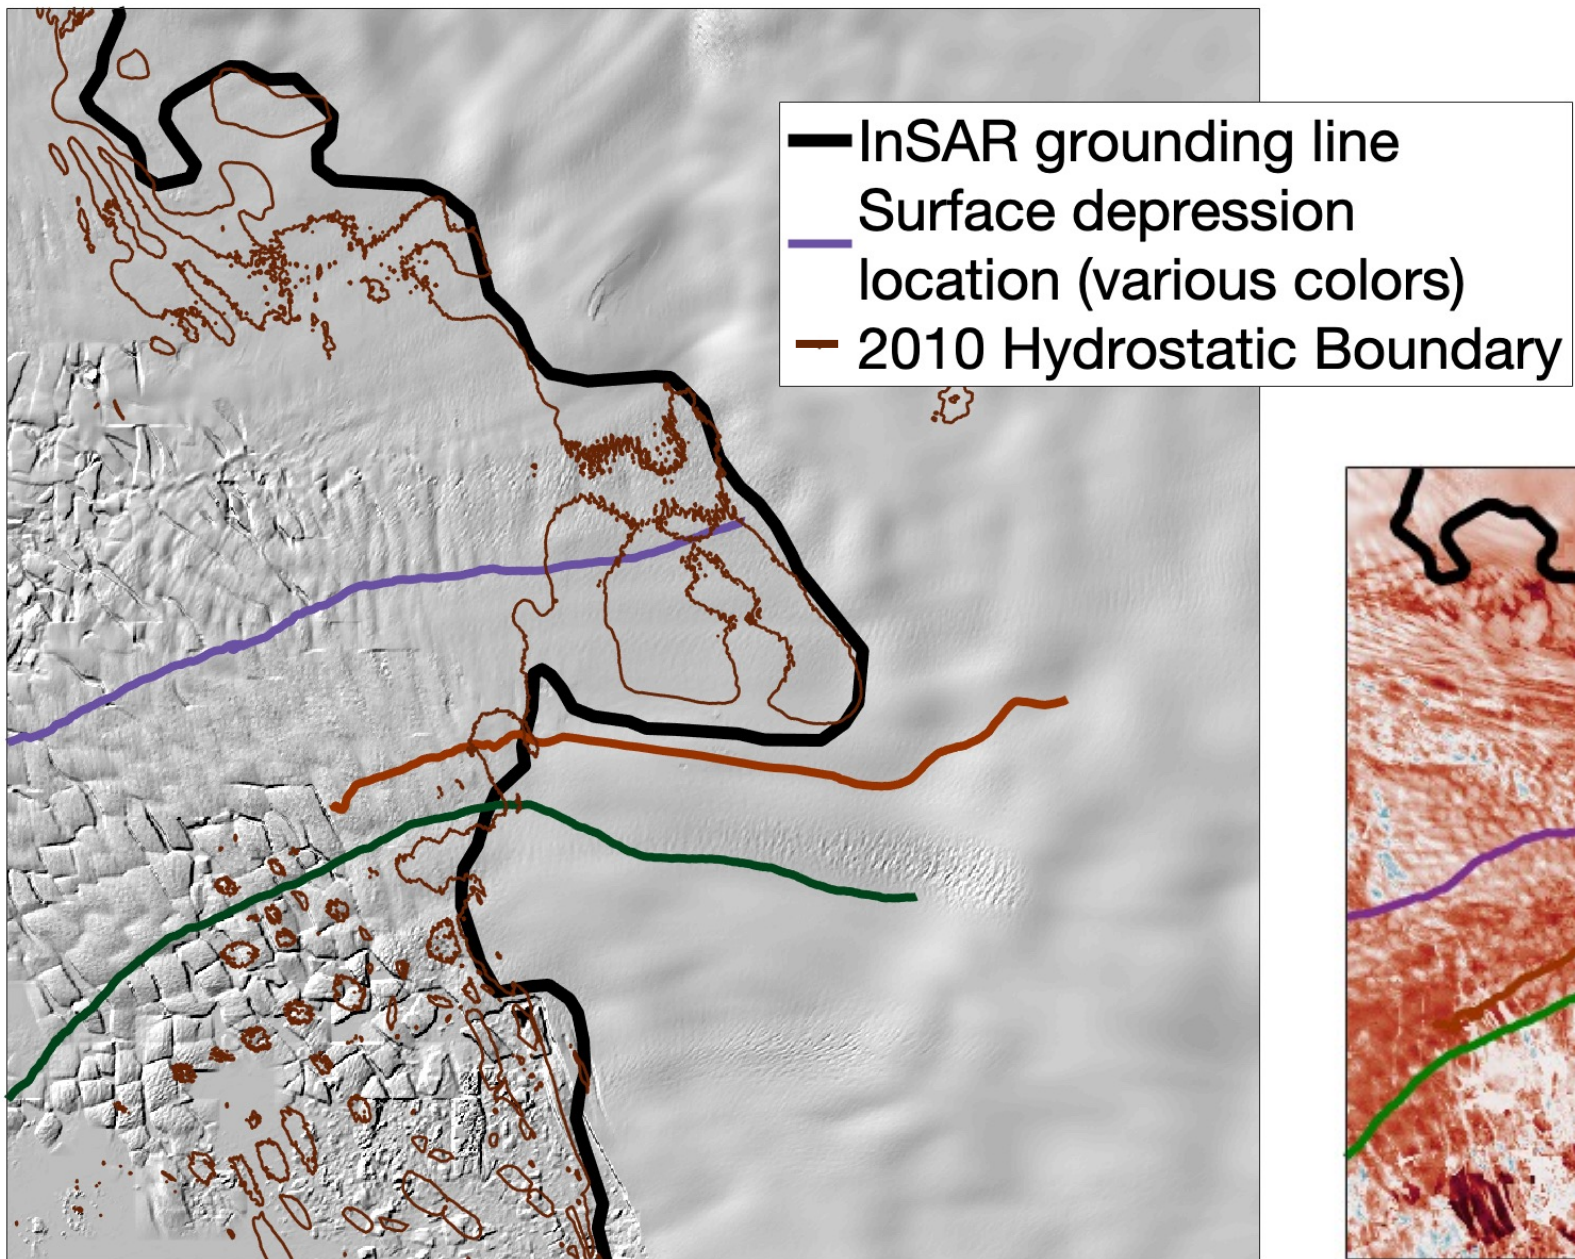 InSAR grounding line
Surface depression
location (various colors)
2010 Hydrostatic Boundary